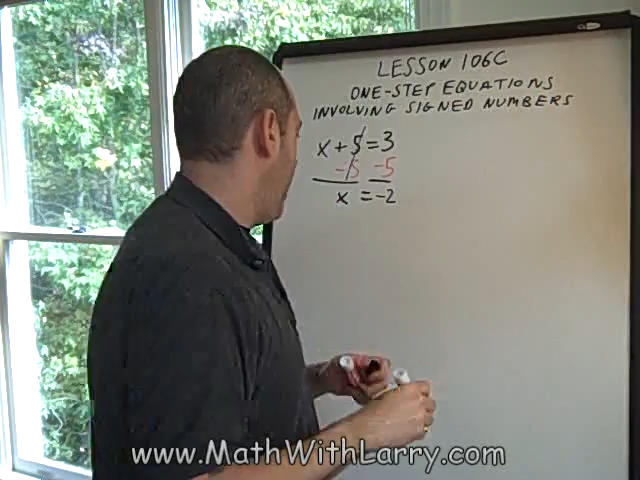 LESSON 106C
ONE-STEP EQUATIONS
INVOLVING SIGNED NUMBERS
x + 5 = 3
-5 -5
x = -2
www.MathWithLarry.com